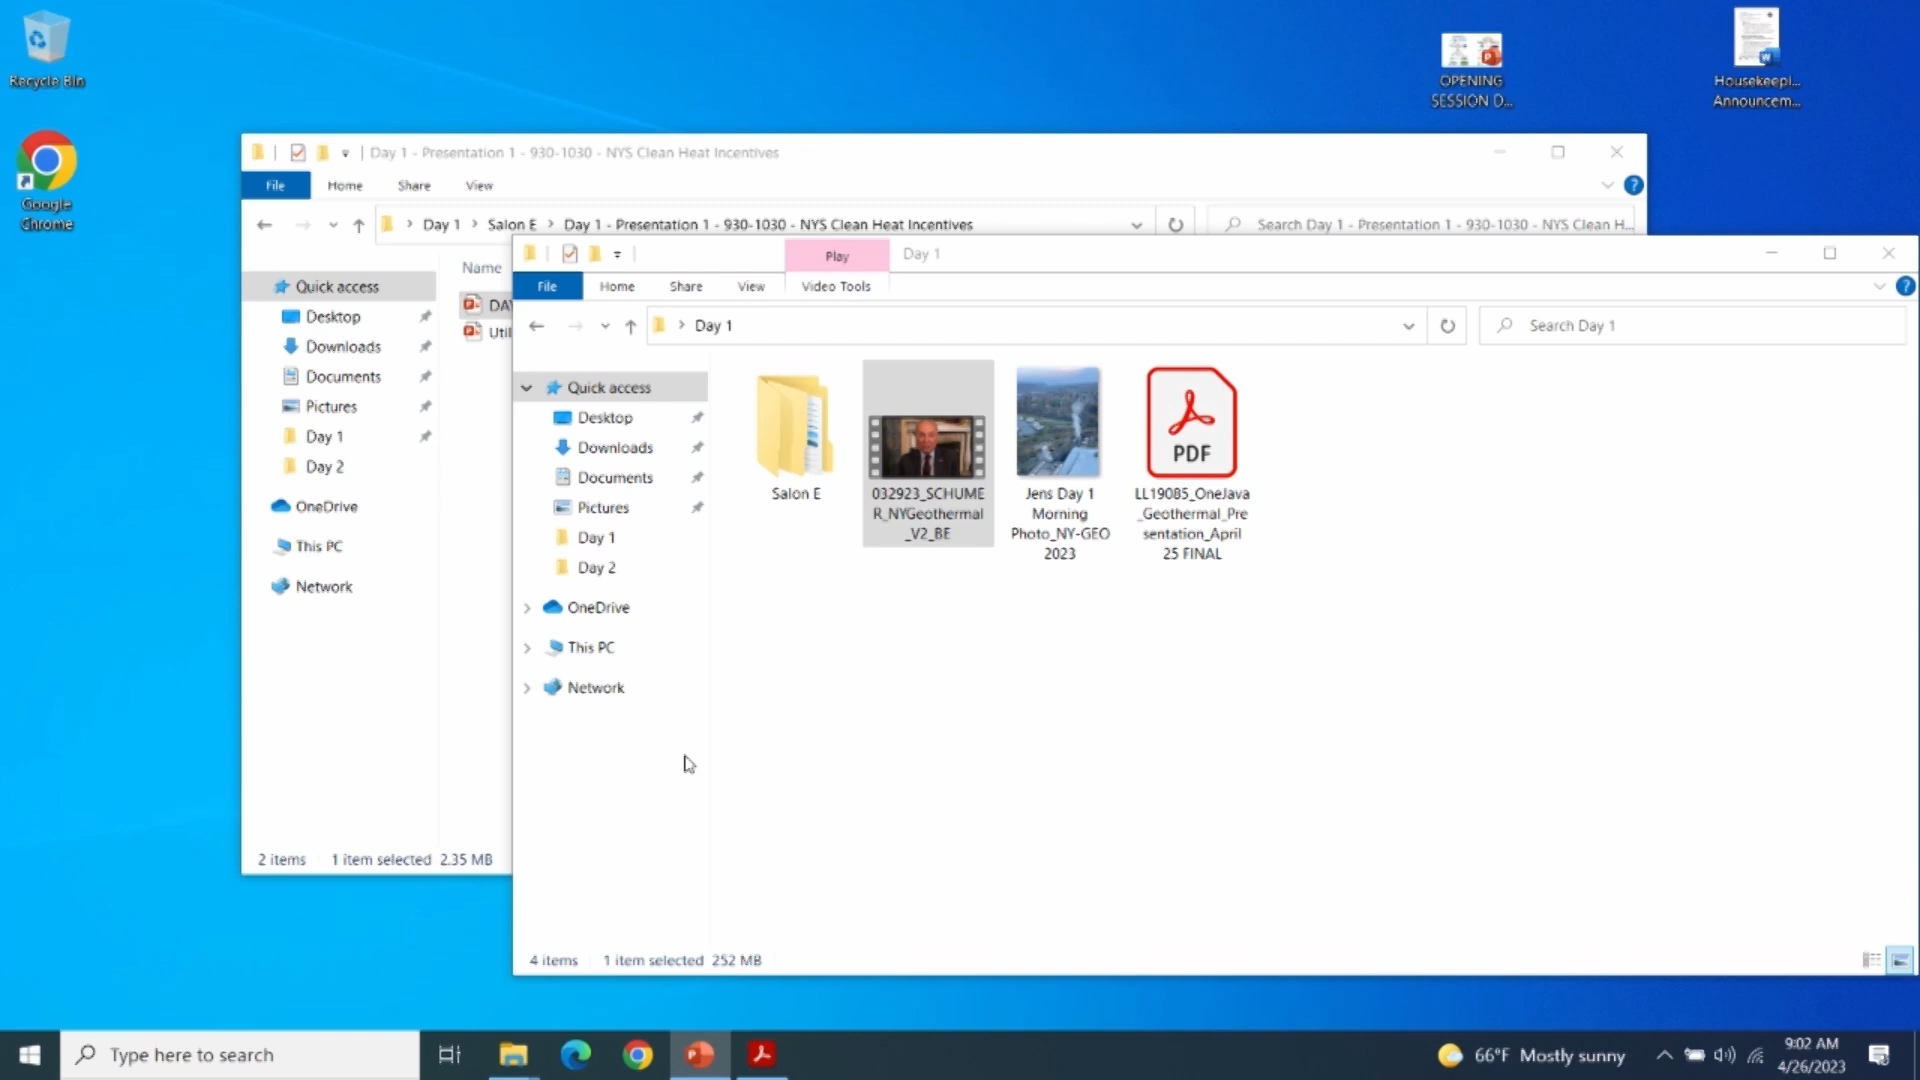 Recycle Bin
Google
Chrome
OPENING
SESSION D...
Housekeepi...
Announcem...
Day 1 - Presentation 1 - 930-1030 - NYS Clean Heat Incentives
File Home Share View
Day 1 > Salon E > Day 1 - Presentation 1 - 930-1030 - NYS Clean Heat Incentives
Search Day 1 - Presentation 1 - 930-1030 - NYS Clean H...
Quick access
Desktop
Downloads
Documents
Pictures
Day 1
Day 2
OneDrive
This PC
Network
Name
DAY
Util
2 items 1 item selected 2.35 MB
Play Day 1
File Home Share View Video Tools
Day 1
Search Day 1
Quick access
Desktop
Downloads
Documents
Pictures
Day 1
Day 2
OneDrive
This PC
Network
Salon E
032923_SCHUME
R_NYGeothermal
_V2_BE
Jens Day 1
Morning
Photo_NY-GEO
2023
PDF
LL19085_OneJava
_Geothermal_Pre
sentation_April
25 FINAL
4 items 1 item selected 252 MB
Type here to search
66°F Mostly sunny
9:02 AM
4/26/2023